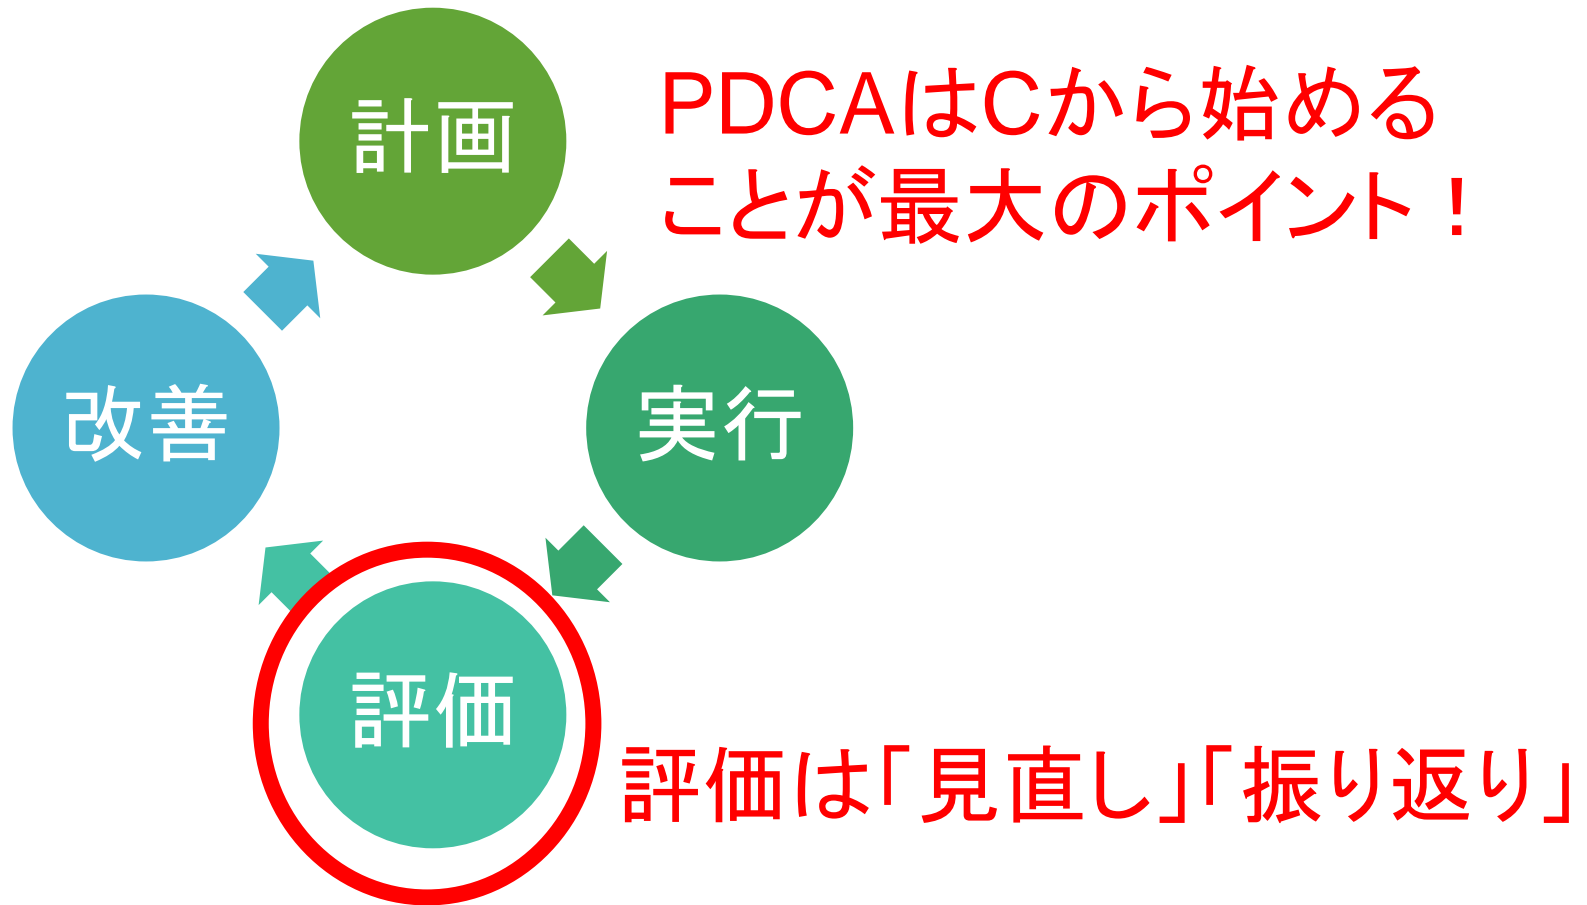 計画
PDCAはCから始める
ことが最大のポイント！
改善
実行
評価
評価は「見直し」「振り返り」